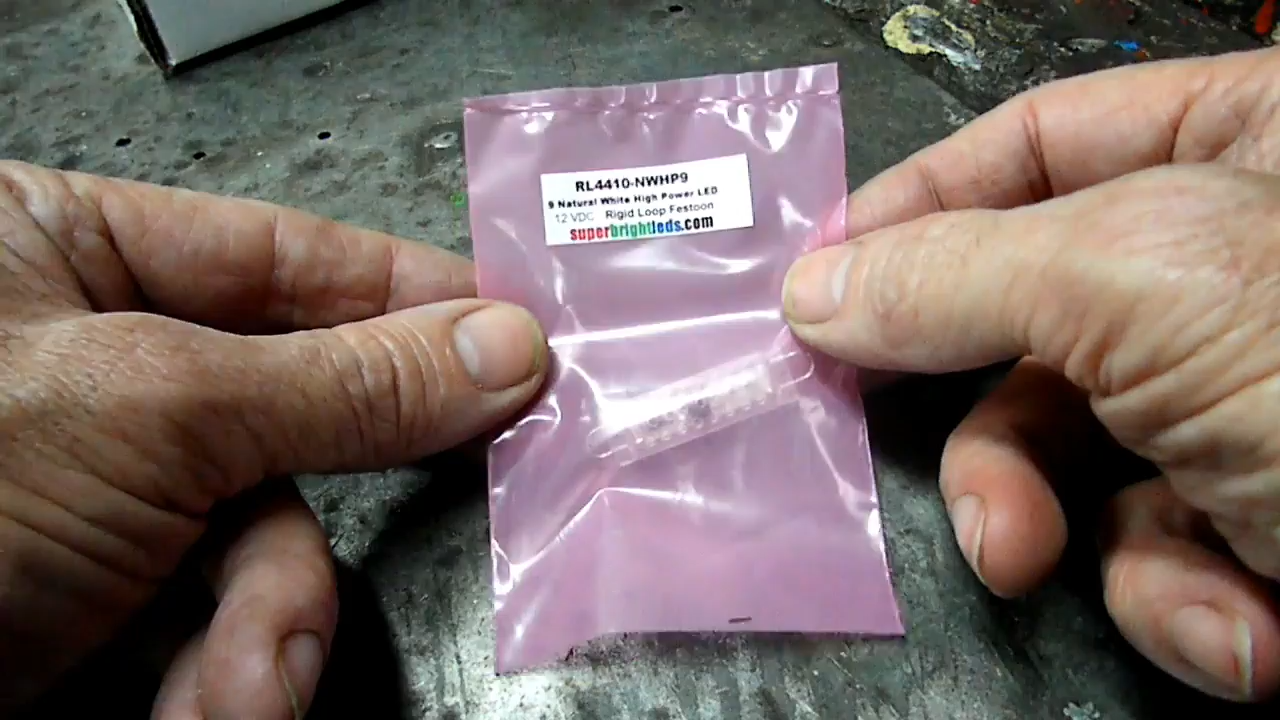 RL4410-NWHP9
9 Natural White High Power LED
12 VDC Rigid Loop Festoon
superbrightleds.com